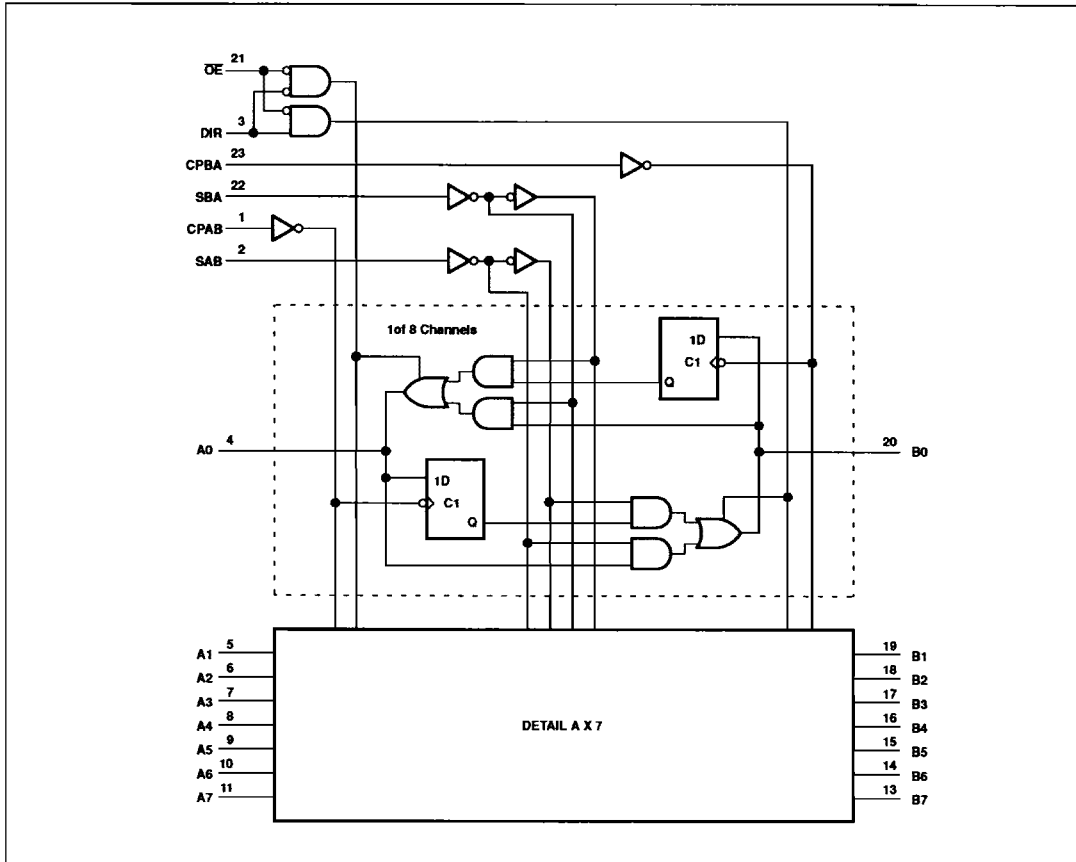 21
OE
3
DIR
23
CPBA
22
SBA
1
CPAB
2
SAB
1of 8 Channels
1D
C1
Q
4
A0
20
B0
1D
C1
Q
5
A1
6
A2
7
A3
8
A4
9
A5
10
A6
11
A7
DETAIL A X 7
19
B1
18
B2
17
B3
16
B4
15
B5
14
B6
13
B7